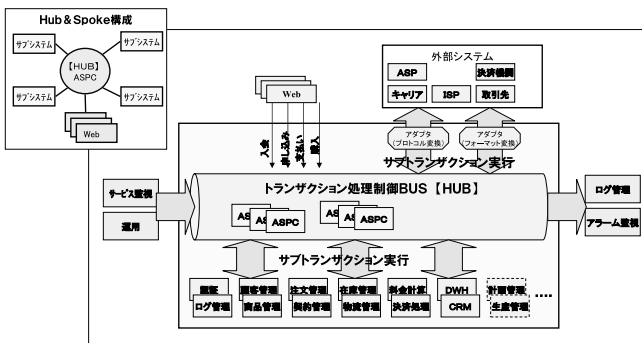 Hub&Spoke構成
サブシステム
サブシステム
【HUB】
ASPC
サブシステム
サブシステム
Web
Web
外部システム
ASP
決済機関
キャリア
ISP
取引先
アダプタ
(プロトコル変換)
アダプタ
(フォーマット変換)
入会
申し込み
支払い
購入
サブトランザクション実行
サービス監視
運用
トランザクション処理制御BUS【HUB】
ASPC
ASPC
ログ管理
アラーム監視
サブトランザクション実行
認証
顧客管理
注文管理
在庫管理
料金計算
DWH
計画管理
ログ管理
商品管理
契約管理
物流管理
決済処理
CRM
生産管理
....